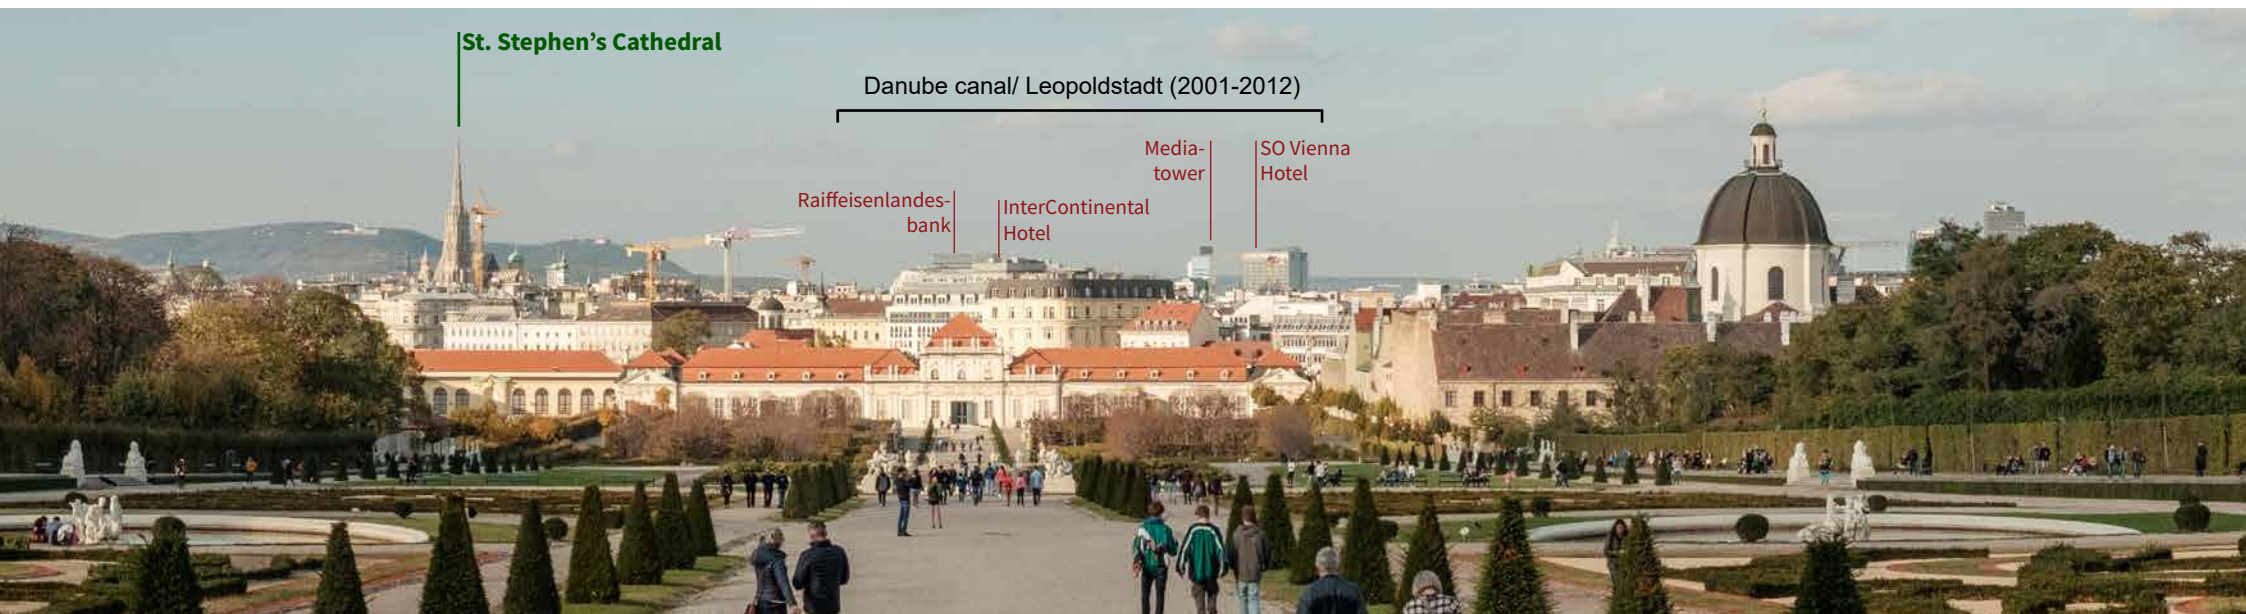 St. Stephen’s Cathedral
Danube canal/ Leopoldstadt (2001-2012)
Media-
tower
SO Vienna
Hotel
Raiffeisenlandes-
bank
InterContinental
Hotel